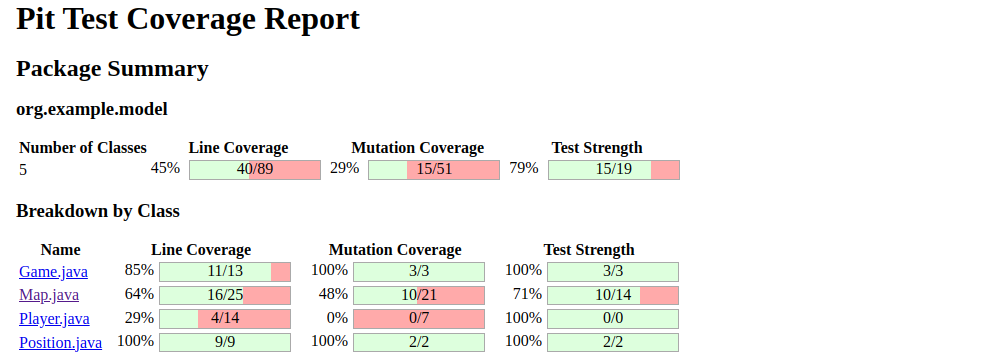 Pit Test Coverage Report
Package Summary
org.example.model
Number of Classes Line Coverage Mutation Coverage Test Strength
5 45% 40/89 29% 15/51 79% 15/19
Breakdown by Class
Name Line Coverage Mutation Coverage Test Strength
Game.java 85% 11/13 100% 3/3 100% 3/3
Map.java 64% 16/25 48% 10/21 71% 10/14
Player.java 29% 4/14 0% 0/7 100% 0/0
Position.java 100% 9/9 100% 2/2 100% 2/2